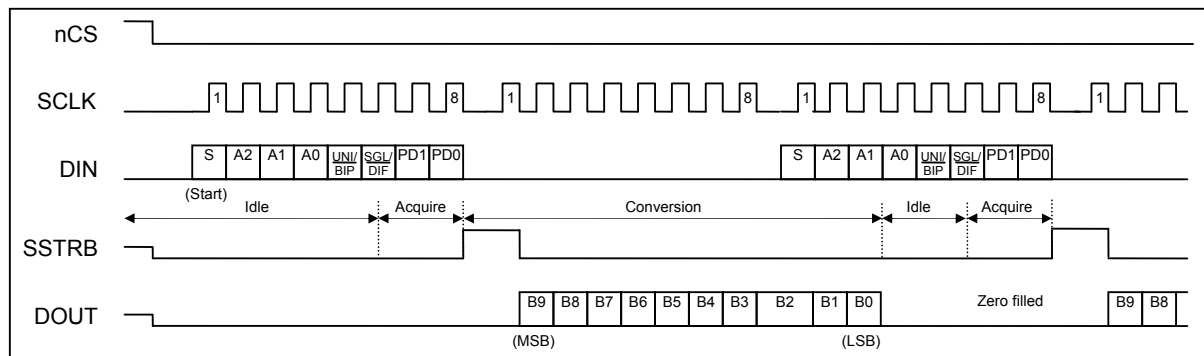 nCS
SCLK 1 8 1 8 1 8 1
DIN S A2 A1 A0 UNI/BIP SGL/DIF PD1 PD0 S A2 A1 A0 UNI/BIP SGL/DIF PD1 PD0
(Start)
Idle Acquire Conversion Idle Acquire
SSTRB
DOUT B9 B8 B7 B6 B5 B4 B3 B2 B1 B0 Zero filled B9 B8
(MSB) (LSB)